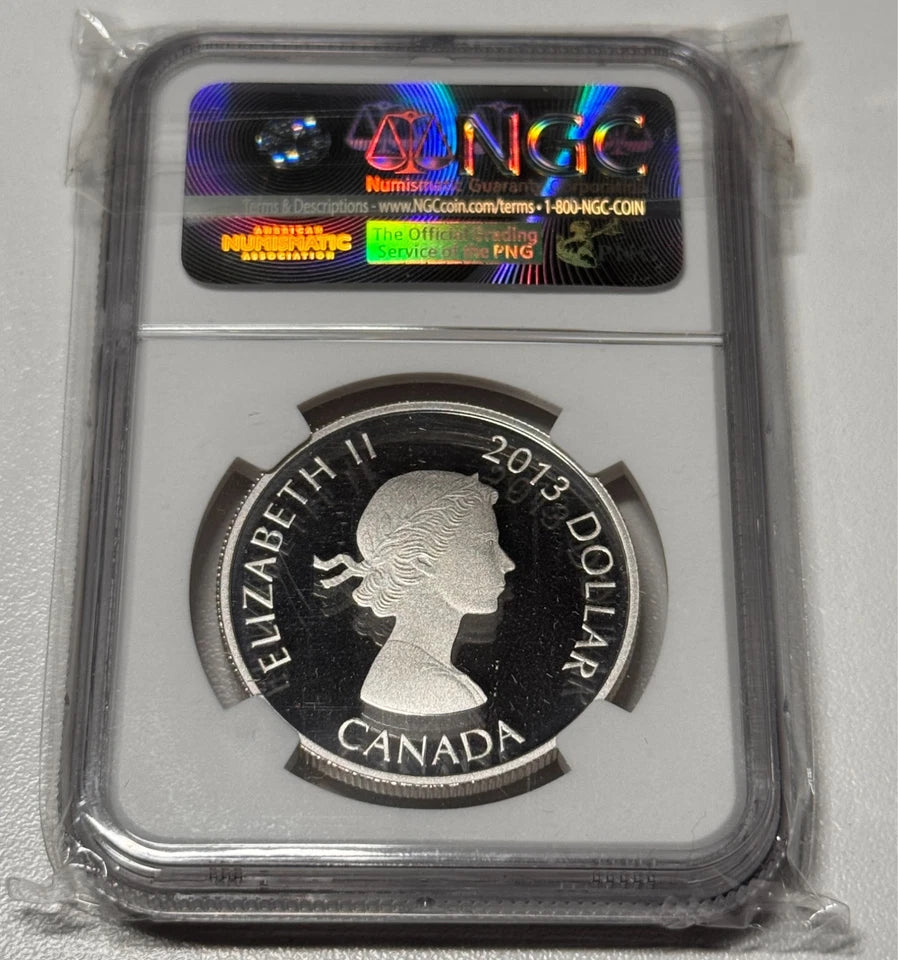 NGC
Numismatic Guaranty Corporation
Terms & Descriptions - www.NGCcoin.com/terms • 1-800-NGC-COIN
AMERICAN
NUMISMATIC
ASSOCIATION
The Official Grading
Service of the PNG
PNG
ELIZABETH II
2013 DOLLAR
CANADA